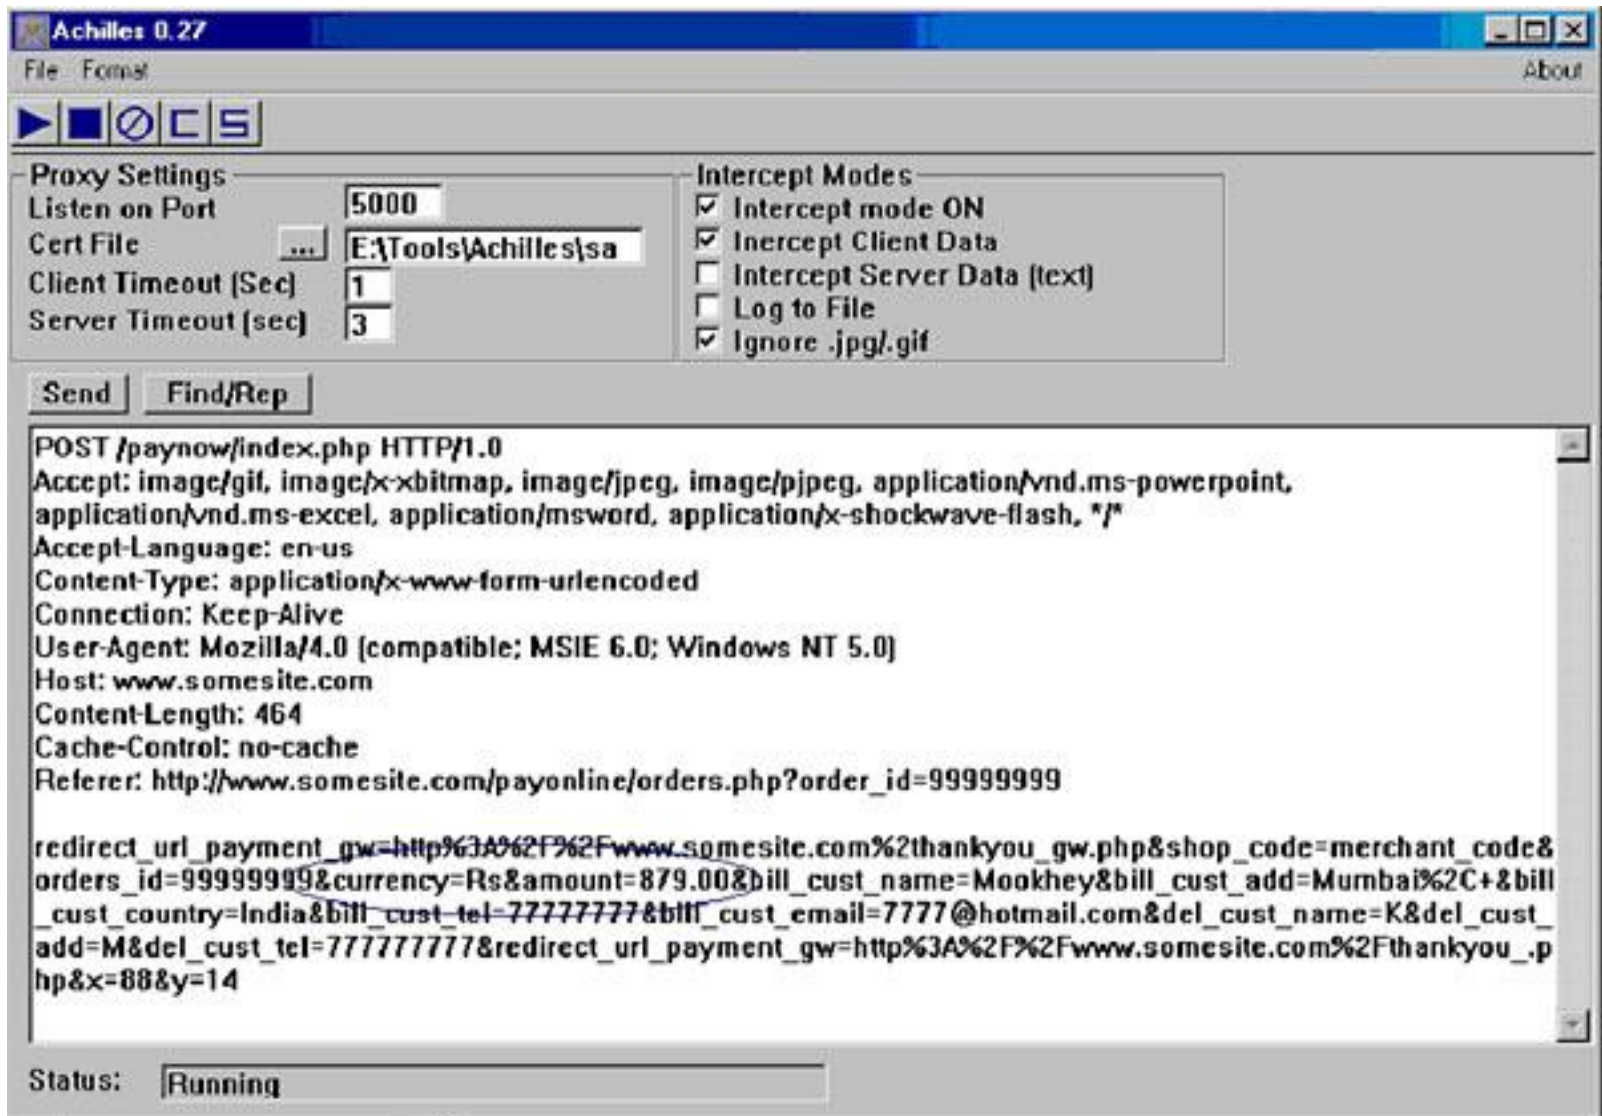 Achilles 0.27
File Format About
Proxy Settings
Listen on Port 5000
Cert File ... E:\Tools\Achilles\sa
Client Timeout (Sec) 1
Server Timeout (sec) 3
Intercept Modes
Intercept mode ON
Inercept Client Data
Intercept Server Data (text)
Log to File
Ignore .jpg/.gif
Send Find/Rep
POST /paynow/index.php HTTP/1.0
Accept: image/gif, image/x-xbitmap, image/jpeg, image/pjpeg, application/vnd.ms-powerpoint,
application/vnd.ms-excel, application/msword, application/x-shockwave-flash, */*
Accept-Language: en-us
Content-Type: application/x-www-form-urlencoded
Connection: Keep-Alive
User-Agent: Mozilla/4.0 (compatible; MSIE 6.0; Windows NT 5.0)
Host: www.somesite.com
Content-Length: 464
Cache-Control: no-cache
Referer: http://www.somesite.com/payonline/orders.php?order_id=99999999
redirect_url_payment_gw=http%3A%2F%2Fwww.somesite.com%2thankyou_gw.php&shop_code=merchant_code&
orders_id=99999999&currency=Rs&amount=879.00&bill_cust_name=Mookhey&bill_cust_add=Mumbai%2C+&bill
_cust_country=India&bill_cust_tel=77777777&bill_cust_email=7777@hotmail.com&del_cust_name=K&del_cust_
add=M&del_cust_tel=777777777&redirect_url_payment_gw=http%3A%2F%2Fwww.somesite.com%2Fthankyou_.p
hp&x=88&y=14
Status: Running